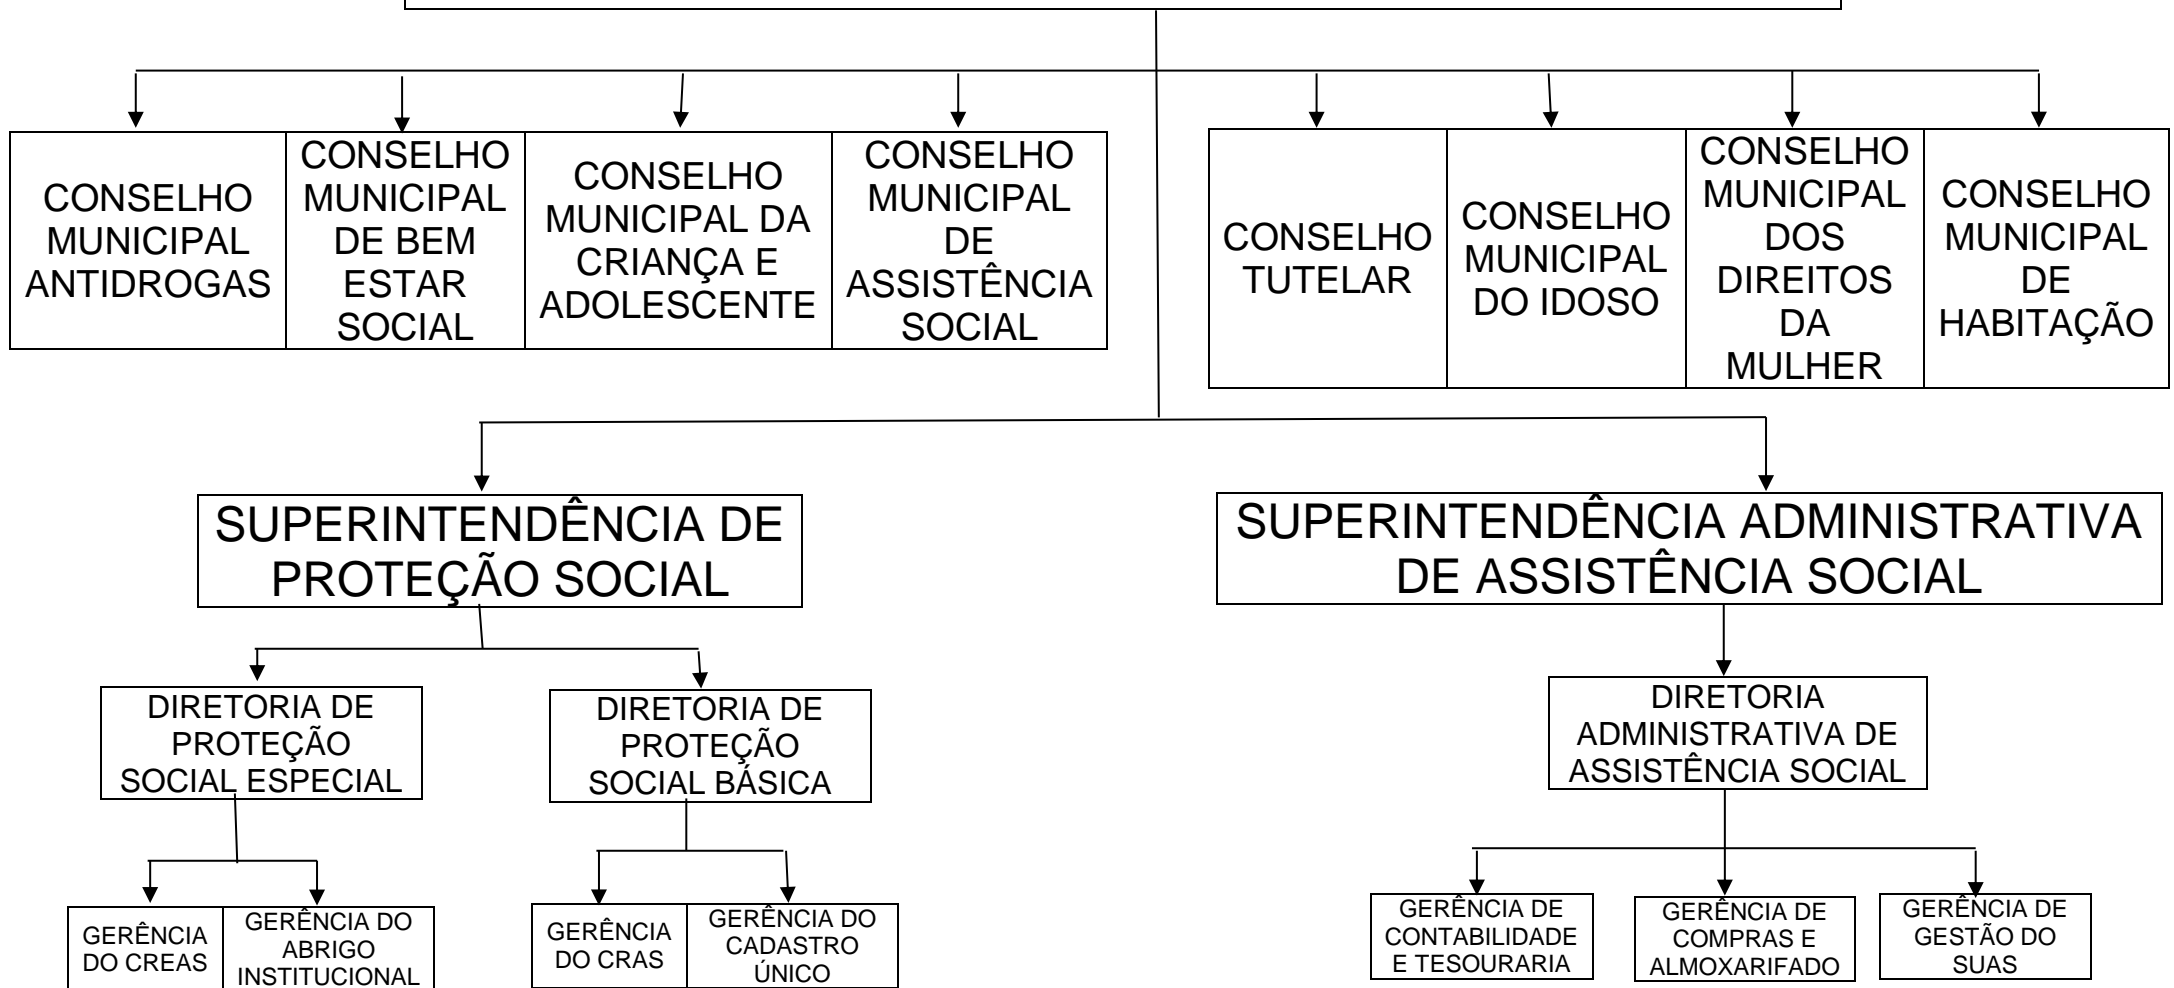 CONSELHO
MUNICIPAL
ANTIDROGAS
CONSELHO
MUNICIPAL
DE BEM
ESTAR
SOCIAL
CONSELHO
MUNICIPAL DA
CRIANÇA E
ADOLESCENTE
CONSELHO
MUNICIPAL
DE
ASSISTÊNCIA
SOCIAL
CONSELHO
TUTELAR
CONSELHO
MUNICIPAL
DO IDOSO
CONSELHO
MUNICIPAL
DOS
DIREITOS
DA
MULHER
CONSELHO
MUNICIPAL
DE
HABITAÇÃO
SUPERINTENDÊNCIA DE
PROTEÇÃO SOCIAL
SUPERINTENDÊNCIA ADMINISTRATIVA
DE ASSISTÊNCIA SOCIAL
DIRETORIA DE
PROTEÇÃO
SOCIAL ESPECIAL
DIRETORIA DE
PROTEÇÃO
SOCIAL BÁSICA
DIRETORIA
ADMINISTRATIVA DE
ASSISTÊNCIA SOCIAL
GERÊNCIA
DO CREAS
GERÊNCIA DO
ABRIGO
INSTITUCIONAL
GERÊNCIA
DO CRAS
GERÊNCIA DO
CADASTRO
ÚNICO
GERÊNCIA DE
CONTABILIDADE
E TESOURARIA
GERÊNCIA DE
COMPRAS E
ALMOXARIFADO
GERÊNCIA DE
GESTÃO DO
SUAS